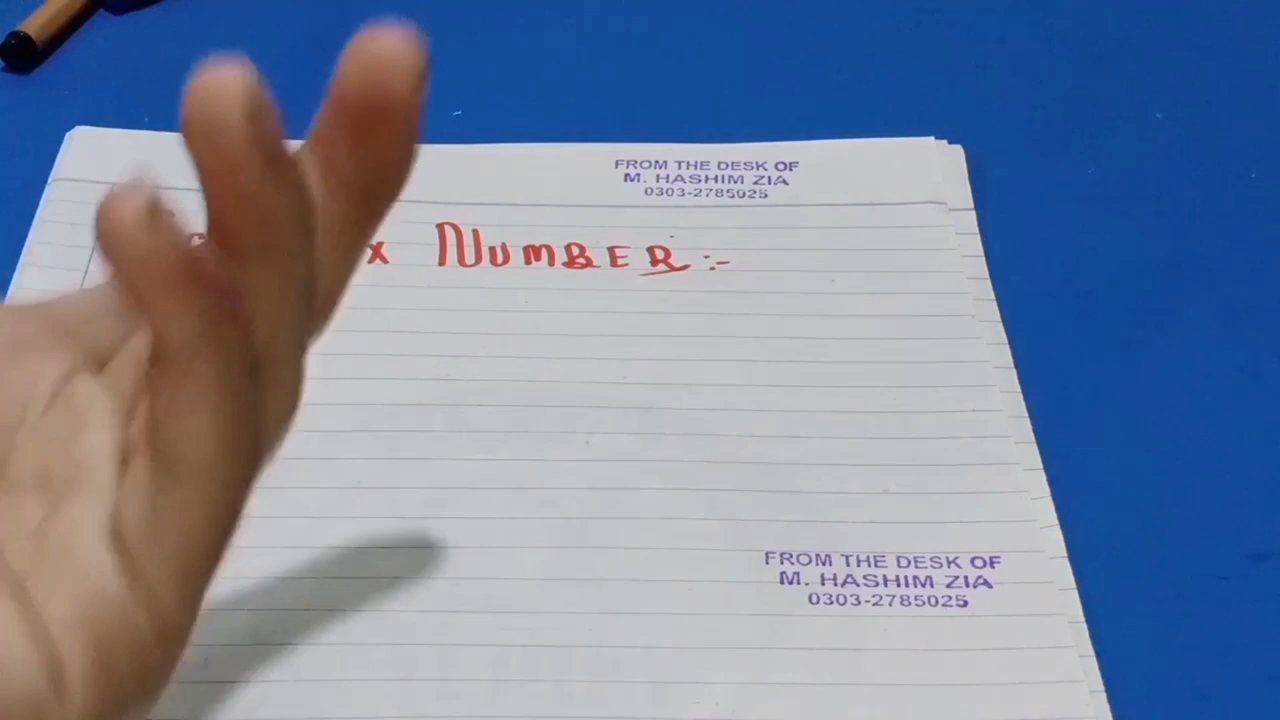 FROM THE DESK OF
M. HASHIM ZIA
0303-2785025
x NUMBER:-
FROM THE DESK OF
M. HASHIM ZIA
0303-2785025